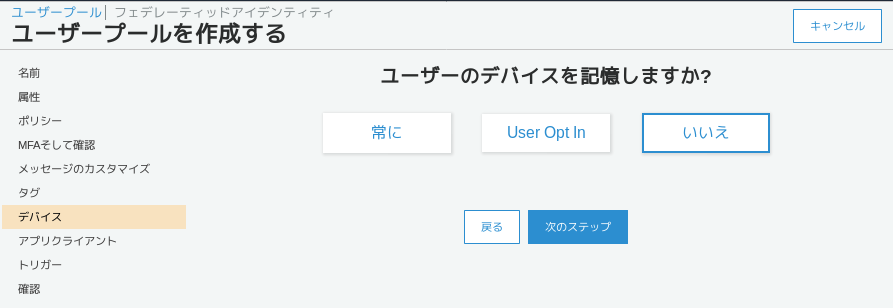 ユーザープール | フェデレーティッドアイデンティティ
ユーザープールを作成する
キャンセル
名前
属性
ポリシー
MFAそして確認
メッセージのカスタマイズ
タグ
デバイス
アプリクライアント
トリガー
確認
ユーザーのデバイスを記憶しますか?
常に User Opt In いいえ
戻る 次のステップ